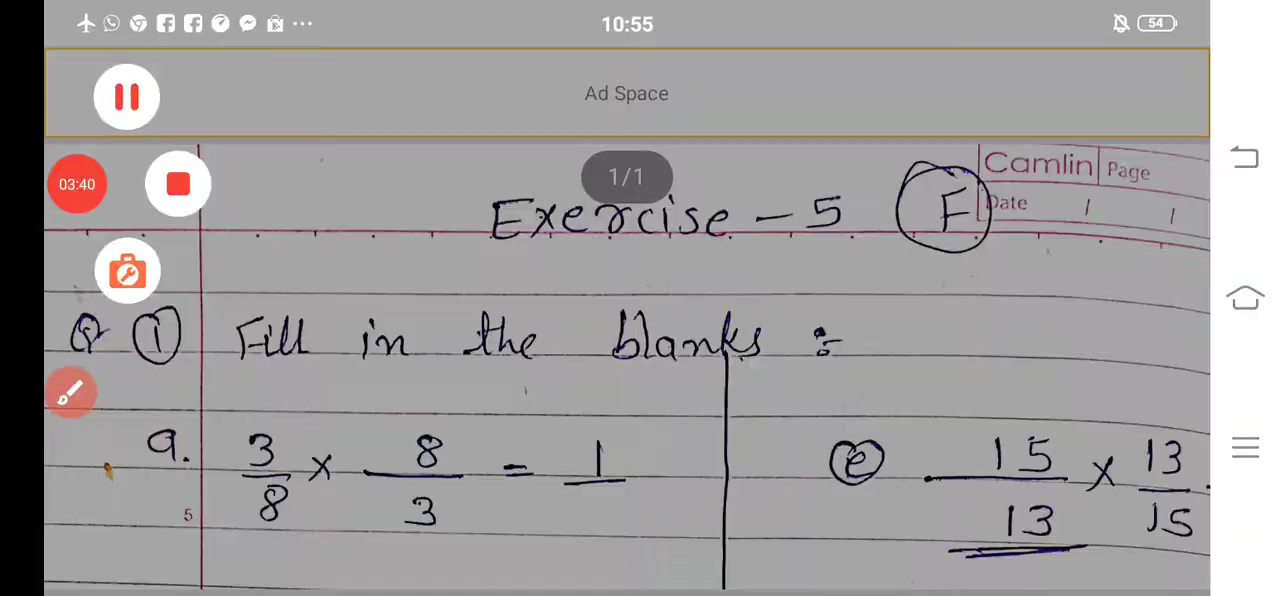 10:55
54
Ad Space
03:40
1/1
Camlin Page
Date / /
Exercise - 5 F
Q 1 Fill in the blanks :-
a. 3/8 × 8/3 = 1
e 15/13 × 13/15
5